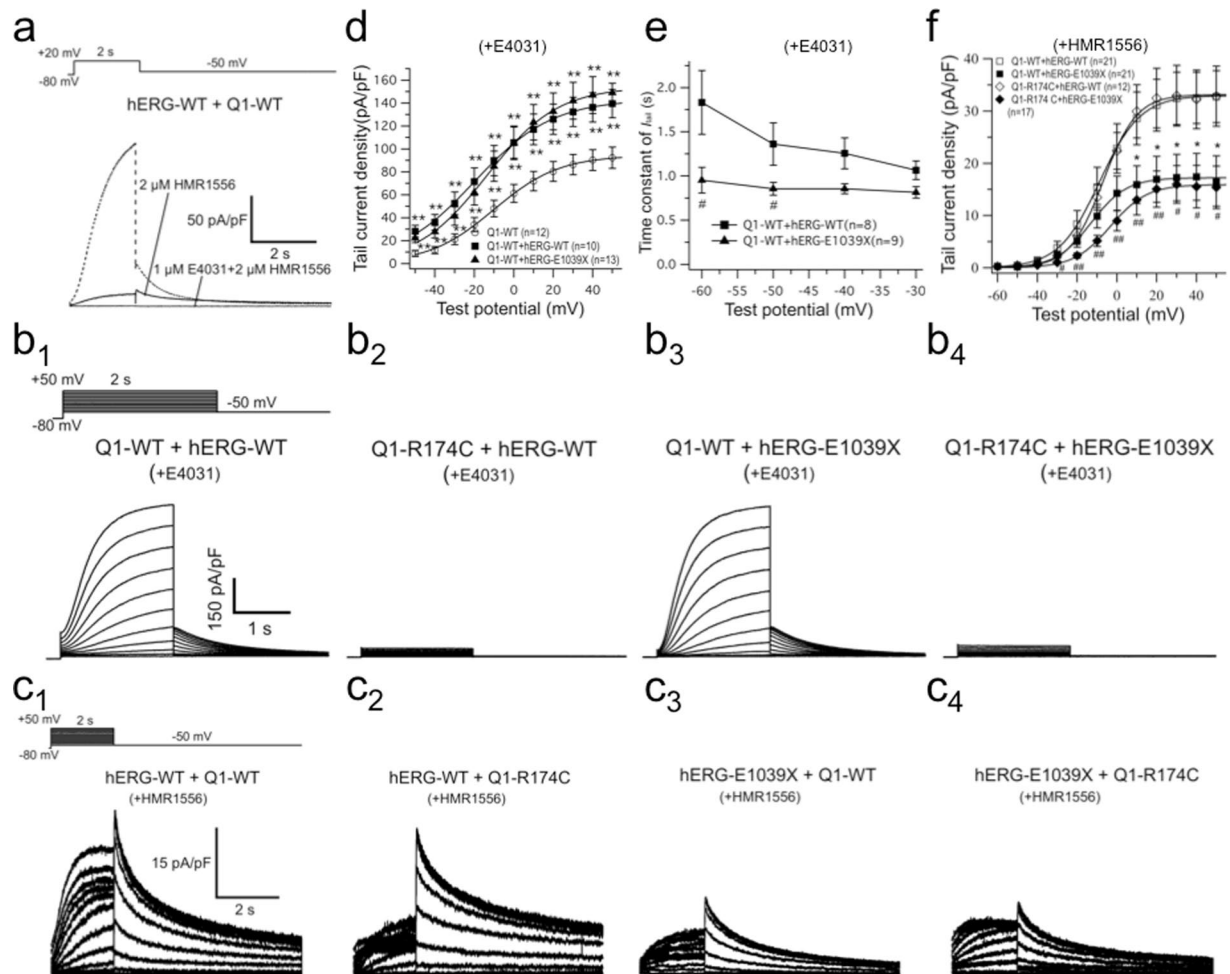 a
+20 mV
2 s
-50 mV
-80 mV
hERG-WT + Q1-WT
2 µM HMR1556
50 pA/pF
2 s
1 µM E4031+2 µM HMR1556
d
(+E4031)
Tail current density(pA/pF)
160
140
120
100
80
60
40
20
0
** ** ** ** ** ** ** ** ** ** **
** ** ** ** ** ** ** ** ** ** **
Q1-WT (n=12)
Q1-WT+hERG-WT (n=10)
Q1-WT+hERG-E1039X (n=13)
-40 -20 0 20 40
Test potential (mV)
e
(+E4031)
Time constant of Itail (s)
2.0
1.5
1.0
0.5
0.0
# #
Q1-WT+hERG-WT(n=8)
Q1-WT+hERG-E1039X(n=9)
-60 -55 -50 -45 -40 -35 -30
Test potential (mV)
f
(+HMR1556)
Tail current density (pA/pF)
40
30
20
10
0
Q1-WT+hERG-WT (n=21)
Q1-WT+hERG-E1039X (n=21)
Q1-R174C+hERG-WT (n=12)
Q1-R174 C+hERG-E1039X
(n=17)
* * * * *
# ## ## ## ## ## # # #
-60 -40 -20 0 20 40
Test potential (mV)
b1
+50 mV
2 s
-50 mV
-80 mV
Q1-WT + hERG-WT
(+E4031)
150 pA/pF
1 s
b2
Q1-R174C + hERG-WT
(+E4031)
b3
Q1-WT + hERG-E1039X
(+E4031)
b4
Q1-R174C + hERG-E1039X
(+E4031)
c1
+50 mV
2 s
-50 mV
-80 mV
hERG-WT + Q1-WT
(+HMR1556)
15 pA/pF
2 s
c2
hERG-WT + Q1-R174C
(+HMR1556)
c3
hERG-E1039X + Q1-WT
(+HMR1556)
c4
hERG-E1039X + Q1-R174C
(+HMR1556)